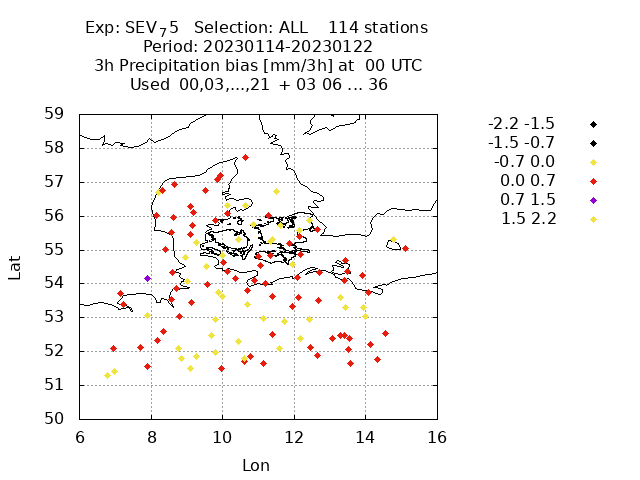 Exp: SEV₇5 Selection: ALL 114 stations
Period: 20230114-20230122
3h Precipitation bias [mm/3h] at 00 UTC
Used 00,03,...,21 + 03 06 ... 36
-2.2 -1.5
-1.5 -0.7
-0.7 0.0
0.0 0.7
0.7 1.5
1.5 2.2
59
58
57
56
55
54
53
52
51
50
Lat
6 8 10 12 14 16
Lon